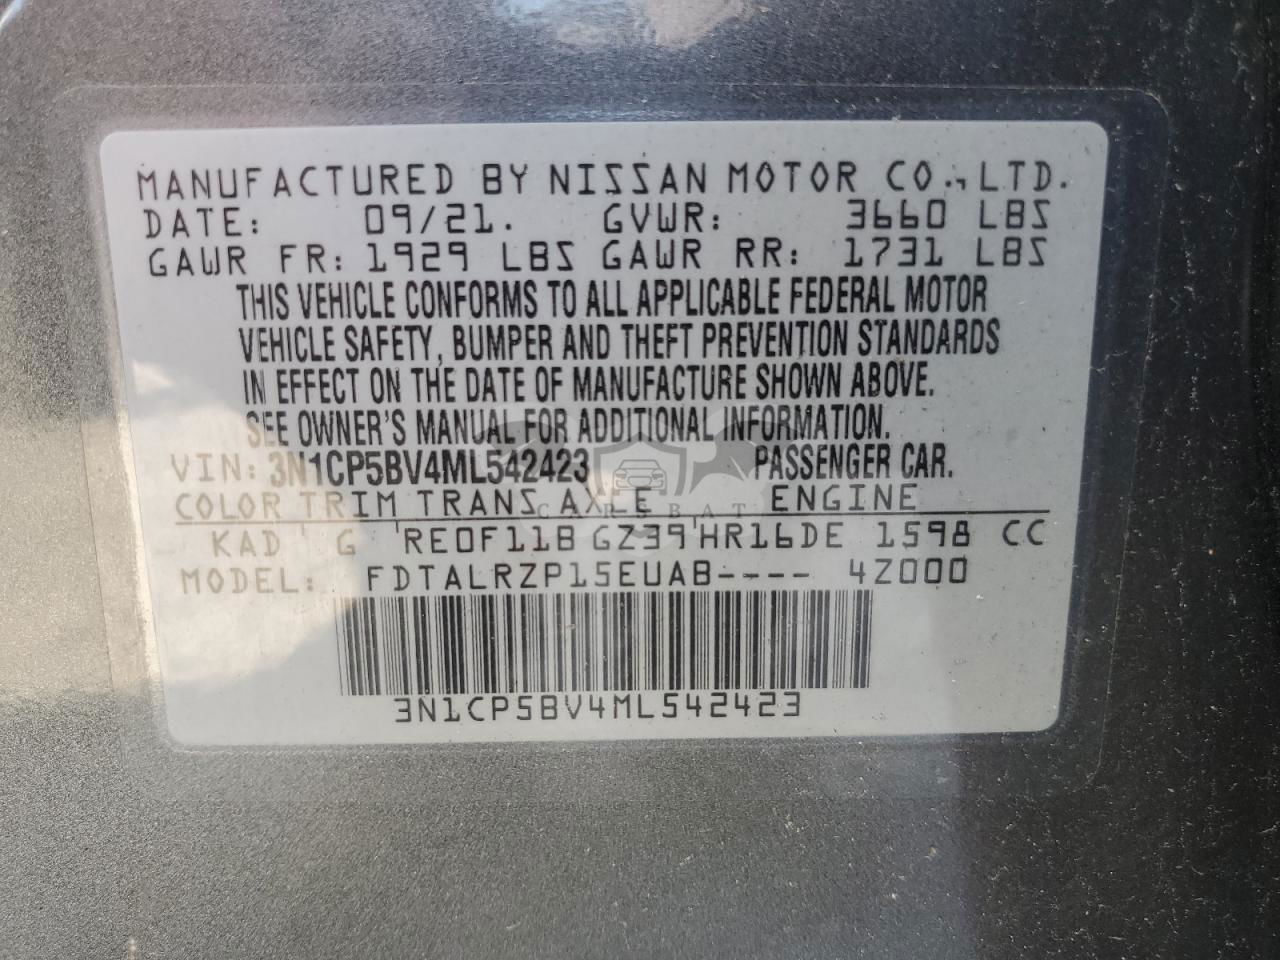 MANUFACTURED BY NISSAN MOTOR CO., LTD.
DATE: 09/21. GVWR: 3660 LBS
GAWR FR: 1929 LBS GAWR RR: 1731 LBS
THIS VEHICLE CONFORMS TO ALL APPLICABLE FEDERAL MOTOR
VEHICLE SAFETY, BUMPER AND THEFT PREVENTION STANDARDS
IN EFFECT ON THE DATE OF MANUFACTURE SHOWN ABOVE.
SEE OWNER'S MANUAL FOR ADDITIONAL INFORMATION.
VIN: 3N1CP5BV4ML542423 PASSENGER CAR.
COLOR TRIM TRANS AXLE ENGINE
CARSBAT
KAD G RE0F11B GZ39 HR16DE 1598 CC
MODEL: FDTALRZP15EUAB---- 4Z000
3N1CP5BV4ML542423